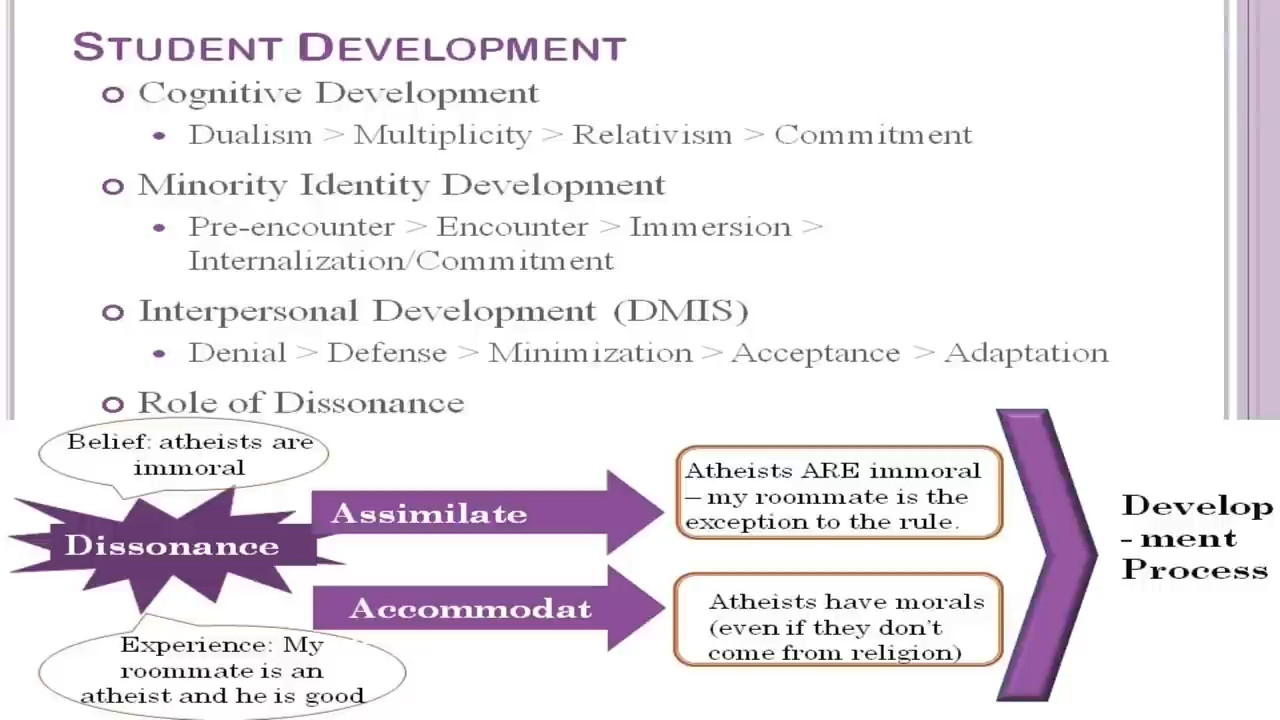 STUDENT DEVELOPMENT
Cognitive Development
Dualism > Multiplicity > Relativism > Commitment
Minority Identity Development
Pre-encounter > Encounter > Immersion >
Internalization/Commitment
Interpersonal Development (DMIS)
Denial > Defense > Minimization > Acceptance > Adaptation
Role of Dissonance
Belief: atheists are
immoral
Dissonance
Experience: My
roommate is an
atheist and he is good
Assimilate
Accommodat
Atheists ARE immoral
– my roommate is the
exception to the rule.
Atheists have morals
(even if they don't
come from religion)
Develop
- ment
Process